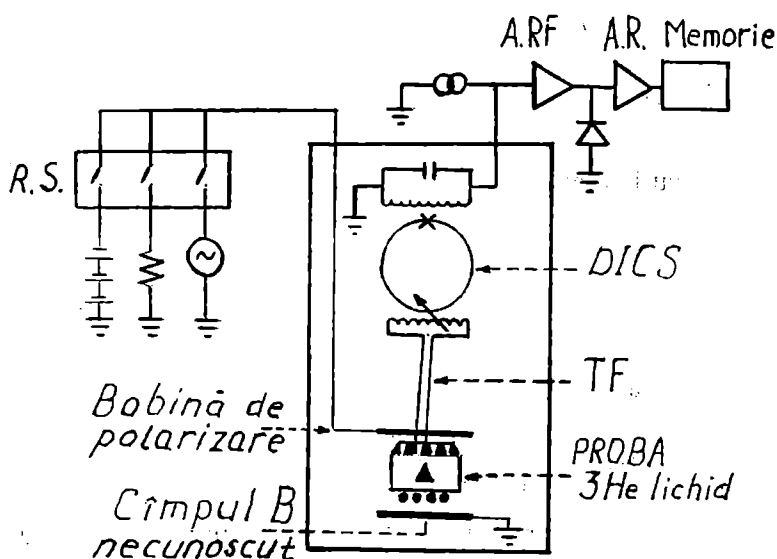 A.RF A.R. Memorie
R.S.
DICS
TF
Bobină de
polarizare
PROBA
3He lichid
Cîmpul B
necunoscut